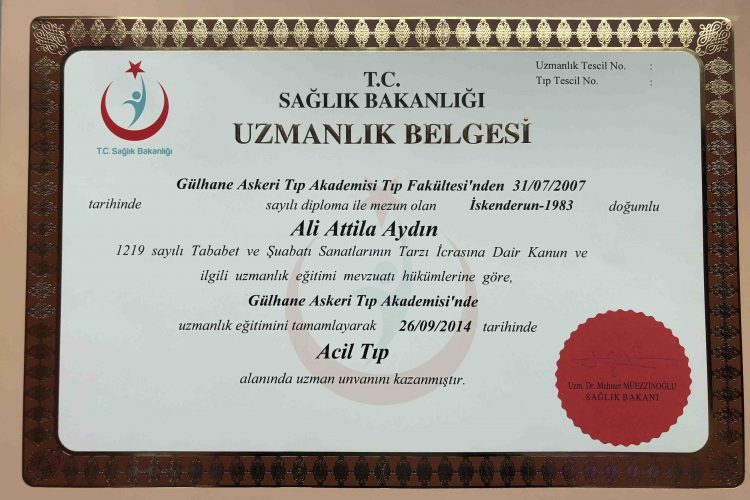 Uzmanlık Tescil No. :
Tıp Tescil No. :
T.C. Sağlık Bakanlığı
T.C.
SAĞLIK BAKANLIĞI
UZMANLIK BELGESİ
Gülhane Askeri Tıp Akademisi Tıp Fakültesi'nden 31/07/2007
tarihinde sayılı diploma ile mezun olan İskenderun-1983 doğumlu
Ali Attila Aydın
1219 sayılı Tababet ve Şuabatı Sanatlarının Tarzı İcrasına Dair Kanun ve
ilgili uzmanlık eğitimi mevzuatı hükümlerine göre,
Gülhane Askeri Tıp Akademisi'nde
uzmanlık eğitimini tamamlayarak 26/09/2014 tarihinde
Acil Tıp
alanında uzman unvanını kazanmıştır.
Uzm. Dr. Mehmet MÜEZZİNOĞLU
SAĞLIK BAKANI